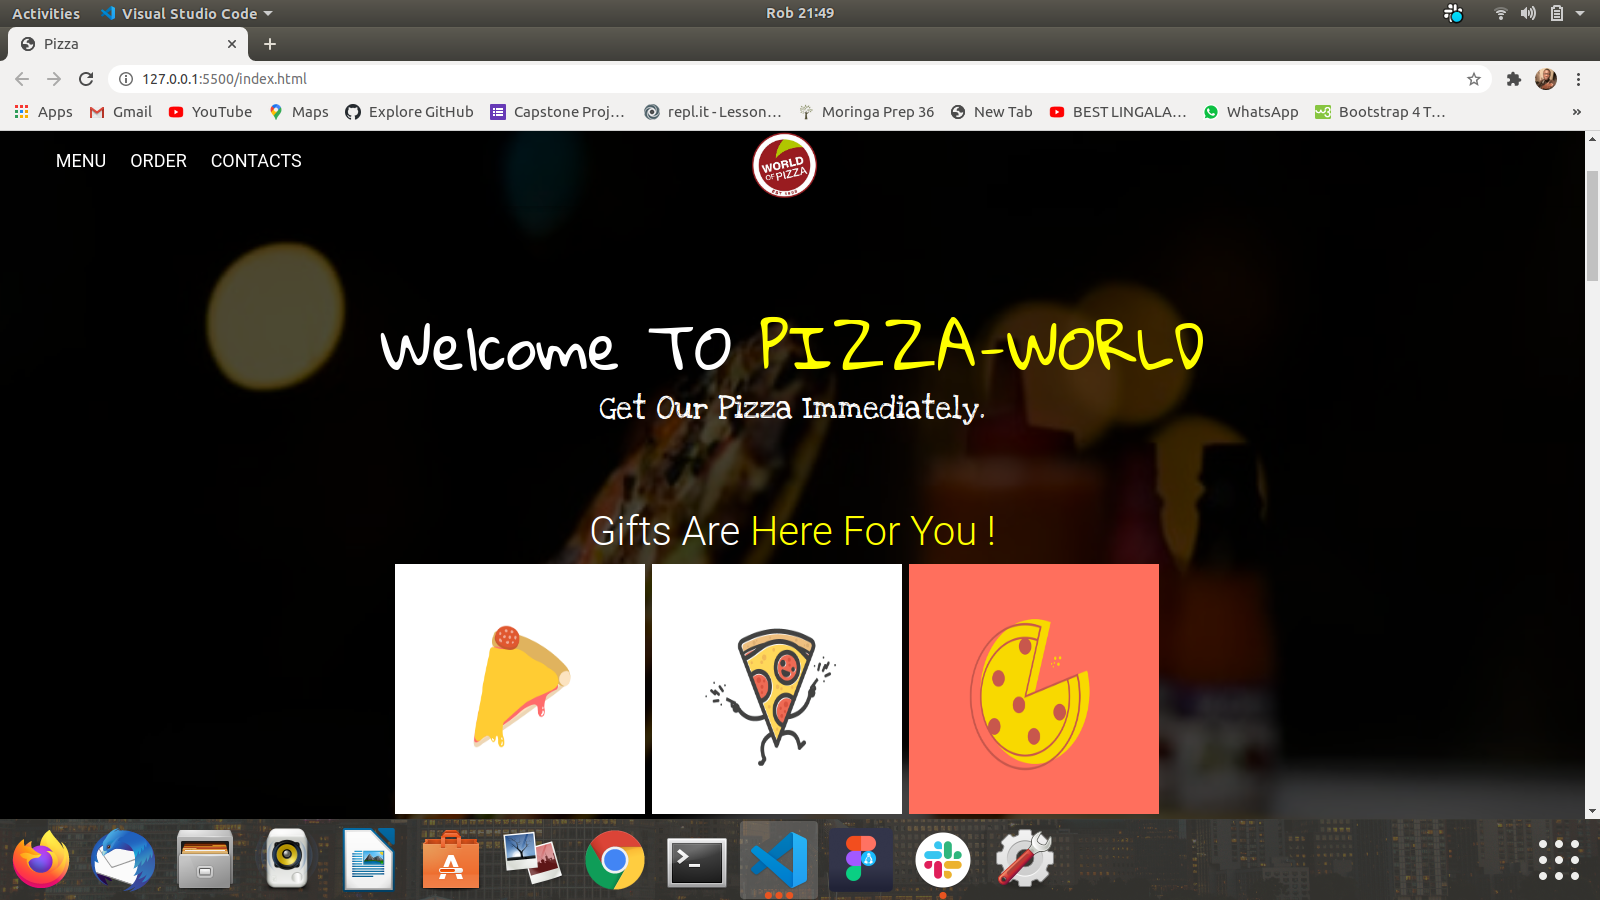 Activities Visual Studio Code Rob 21:49
Pizza
127.0.0.1:5500/index.html
Apps Gmail YouTube Maps Explore GitHub Capstone Proj… repl.it - Lesson… Moringa Prep 36 New Tab BEST LINGALA… WhatsApp Bootstrap 4 T… »
MENU ORDER CONTACTS
WORLD
OF PIZZA
Welcome TO PIZZA-WORLD
Get Our Pizza Immediately.
Gifts Are Here For You !